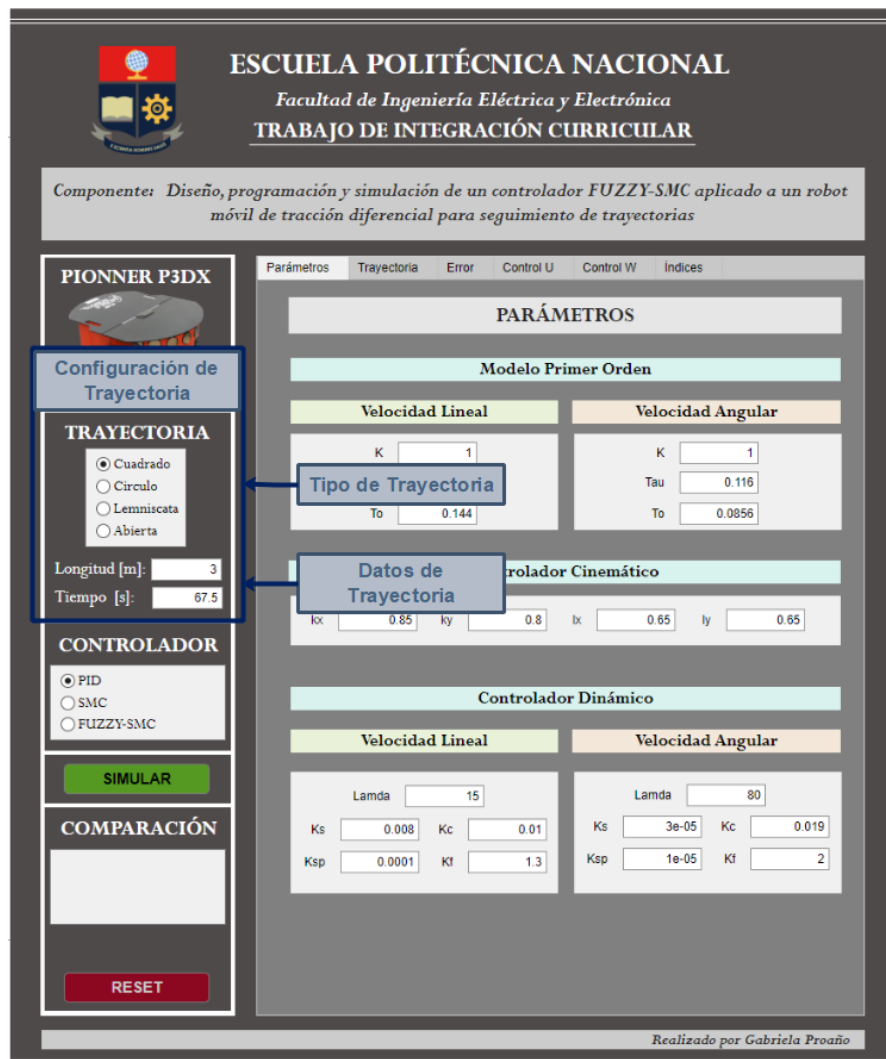 ESCUELA POLITÉCNICA NACIONAL
Facultad de Ingeniería Eléctrica y Electrónica
TRABAJO DE INTEGRACIÓN CURRICULAR
Componente: Diseño, programación y simulación de un controlador FUZZY-SMC aplicado a un robot
móvil de tracción diferencial para seguimiento de trayectorias
PIONNER P3DX
Configuración de
Trayectoria
TRAYECTORIA
Cuadrado
Circulo
Lemniscata
Abierta
Longitud [m]: 3
Tiempo [s]: 67.5
CONTROLADOR
PID
SMC
FUZZY-SMC
SIMULAR
COMPARACIÓN
RESET
Parámetros Trayectoria Error Control U Control W Índices
PARÁMETROS
Modelo Primer Orden
Velocidad Lineal Velocidad Angular
K 1 K 1
Tipo de Trayectoria Tau 0.116
To 0.144 To 0.0856
Datos de
Trayectoria
Cinemático
kx 0.85 ky 0.8 lx 0.65 ly 0.65
Controlador Dinámico
Velocidad Lineal Velocidad Angular
Lamda 15 Lamda 80
Ks 0.008 Kc 0.01 Ks 3e-05 Kc 0.019
Ksp 0.0001 Kf 1.3 Ksp 1e-05 Kf 2
Realizado por Gabriela Proaño